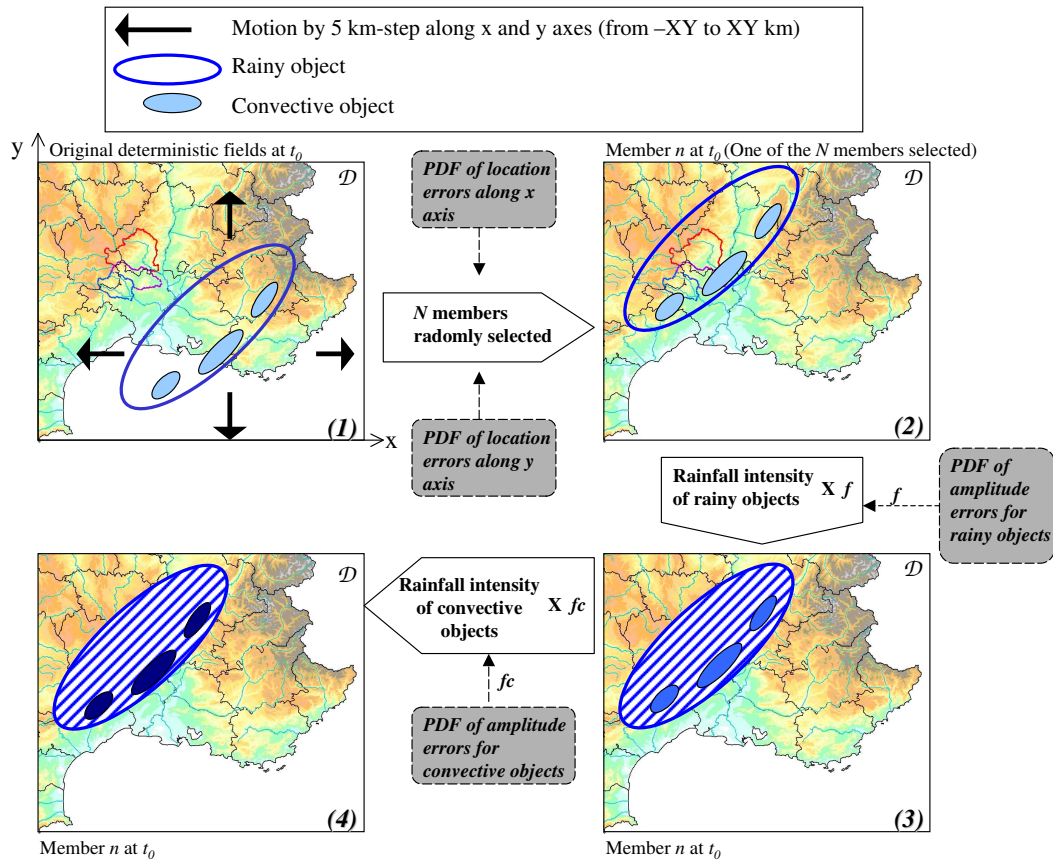 Motion by 5 km-step along x and y axes (from –XY to XY km)
Rainy object
Convective object
y
Original deterministic fields at t0
D
(1)
x
PDF of location
errors along x
axis
N members
radomly selected
PDF of location
errors along y
axis
Member n at t0 (One of the N members selected)
D
(2)
Rainfall intensity
of rainy objects
X f
f
PDF of
amplitude
errors for
rainy objects
D
(4)
Member n at t0
Rainfall intensity
of convective
objects
X fc
fc
PDF of amplitude
errors for
convective objects
D
(3)
Member n at t0